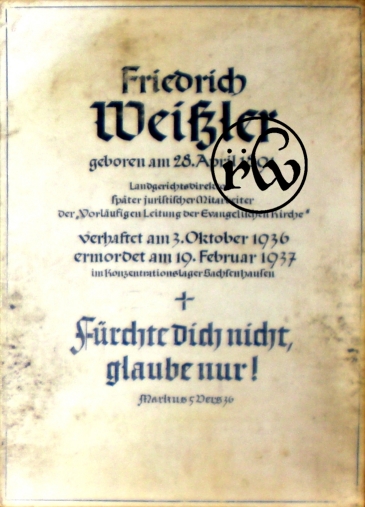 Friedrich
Weißler
geboren am 28. April 1891
Landgerichtsdirektor
später juristischer Mitarbeiter
der „Vorläufigen Leitung der Evangelischen Kirche“
verhaftet am 3. Oktober 1936
ermordet am 19. Februar 1937
im Konzentrationslager Sachsenhausen
Fürchte Dich nicht,
glaube nur!
Markus 5 Vers 36